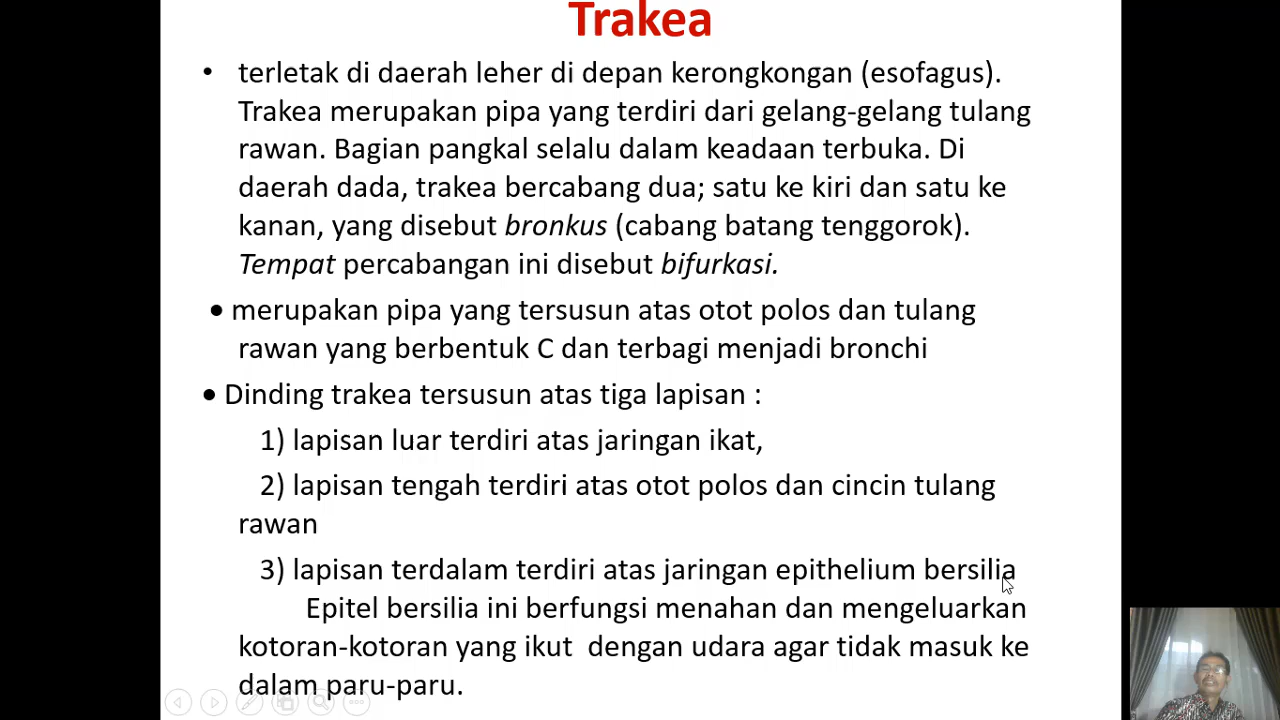 Trakea
• terletak di daerah leher di depan kerongkongan (esofagus).
Trakea merupakan pipa yang terdiri dari gelang-gelang tulang
rawan. Bagian pangkal selalu dalam keadaan terbuka. Di
daerah dada, trakea bercabang dua; satu ke kiri dan satu ke
kanan, yang disebut bronkus (cabang batang tenggorok).
Tempat percabangan ini disebut bifurkasi.
• merupakan pipa yang tersusun atas otot polos dan tulang
rawan yang berbentuk C dan terbagi menjadi bronchi
• Dinding trakea tersusun atas tiga lapisan :
1) lapisan luar terdiri atas jaringan ikat,
2) lapisan tengah terdiri atas otot polos dan cincin tulang
rawan
3) lapisan terdalam terdiri atas jaringan epithelium bersilia
Epitel bersilia ini berfungsi menahan dan mengeluarkan
kotoran-kotoran yang ikut dengan udara agar tidak masuk ke
dalam paru-paru.